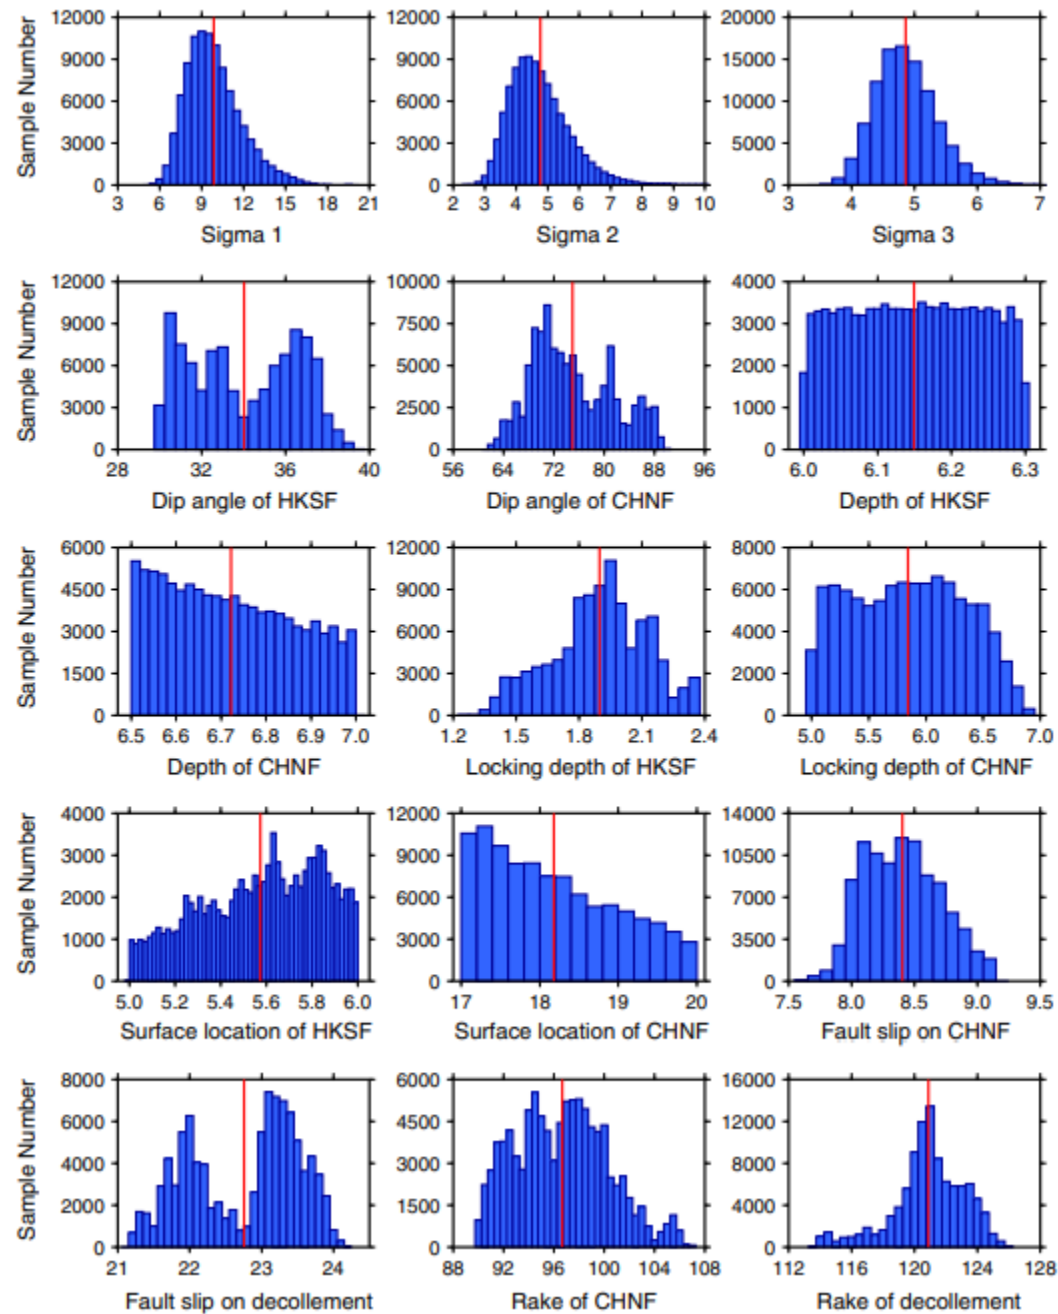 12000 12000 20000
9000 9000 15000
6000 6000 10000
3000 3000 5000
0 0 0
Sample Number
3 6 9 12 15 18 21 2 3 4 5 6 7 8 9 10 3 4 5 6 7
Sigma 1 Sigma 2 Sigma 3
12000 10000 4000
9000 7500 3000
6000 5000 2000
3000 2500 1000
0 0 0
Sample Number
28 32 36 40 56 64 72 80 88 96 6.0 6.1 6.2 6.3
Dip angle of HKSF Dip angle of CHNF Depth of HKSF
6000 12000 8000
4500 9000 6000
3000 6000 4000
1500 3000 2000
0 0 0
Sample Number
6.5 6.6 6.7 6.8 6.9 7.0 1.2 1.5 1.8 2.1 2.4 5.0 5.5 6.0 6.5 7.0
Depth of CHNF Locking depth of HKSF Locking depth of CHNF
4000 12000 14000
3000 9000 10500
2000 6000 7000
1000 3000 3500
0 0 0
Sample Number
5.0 5.2 5.4 5.6 5.8 6.0 17 18 19 20 7.5 8.0 8.5 9.0 9.5
Surface location of HKSF Surface location of CHNF Fault slip on CHNF
8000 6000 16000
6000 4500 12000
4000 3000 8000
2000 1500 4000
0 0 0
Sample Number
21 22 23 24 88 92 96 100 104 108 112 116 120 124 128
Fault slip on decollement Rake of CHNF Rake of decollement